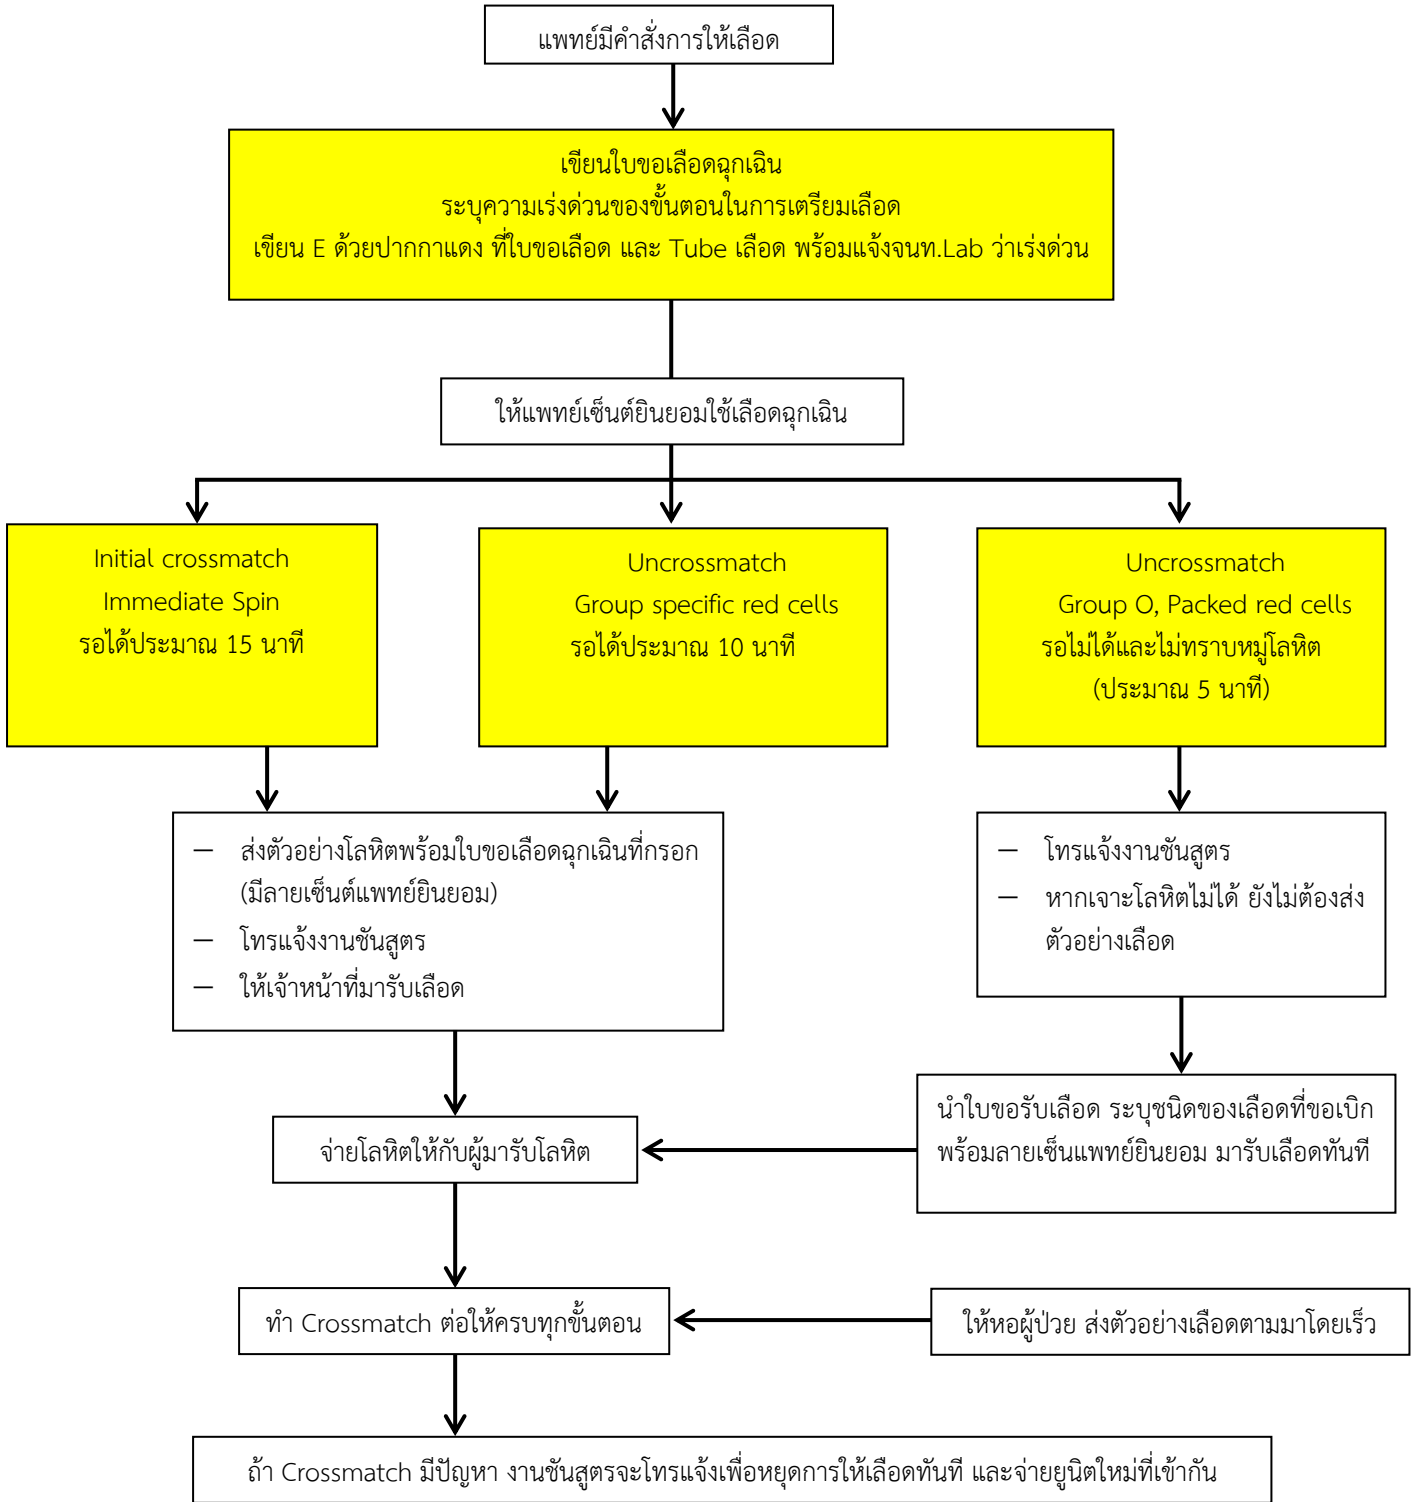 แพทย์มีคำสั่งการให้เลือด
เขียนใบขอเลือดฉุกเฉิน
ระบุความเร่งด่วนของขั้นตอนในการเตรียมเลือด
เขียน E ด้วยปากกาแดง ที่ใบขอเลือด และ Tube เลือด พร้อมแจ้งจนท.Lab ว่าเร่งด่วน
ให้แพทย์เซ็นต์ยินยอมใช้เลือดฉุกเฉิน
Initial crossmatch
Immediate Spin
รอได้ประมาณ 15 นาที
Uncrossmatch
Group specific red cells
รอได้ประมาณ 10 นาที
Uncrossmatch
Group O, Packed red cells
รอไม่ได้และไม่ทราบหมู่โลหิต
(ประมาณ 5 นาที)
– ส่งตัวอย่างโลหิตพร้อมใบขอเลือดฉุกเฉินที่กรอก
(มีลายเซ็นต์แพทย์ยินยอม)
– โทรแจ้งงานชันสูตร
– ให้เจ้าหน้าที่มารับเลือด
– โทรแจ้งงานชันสูตร
– หากเจาะโลหิตไม่ได้ ยังไม่ต้องส่ง
ตัวอย่างเลือด
นำใบขอรับเลือด ระบุชนิดของเลือดที่ขอเบิก
พร้อมลายเซ็นแพทย์ยินยอม มารับเลือดทันที
จ่ายโลหิตให้กับผู้มารับโลหิต
ทำ Crossmatch ต่อให้ครบทุกขั้นตอน
ให้หอผู้ป่วย ส่งตัวอย่างเลือดตามมาโดยเร็ว
ถ้า Crossmatch มีปัญหา งานชันสูตรจะโทรแจ้งเพื่อหยุดการให้เลือดทันที และจ่ายยูนิตใหม่ที่เข้ากัน